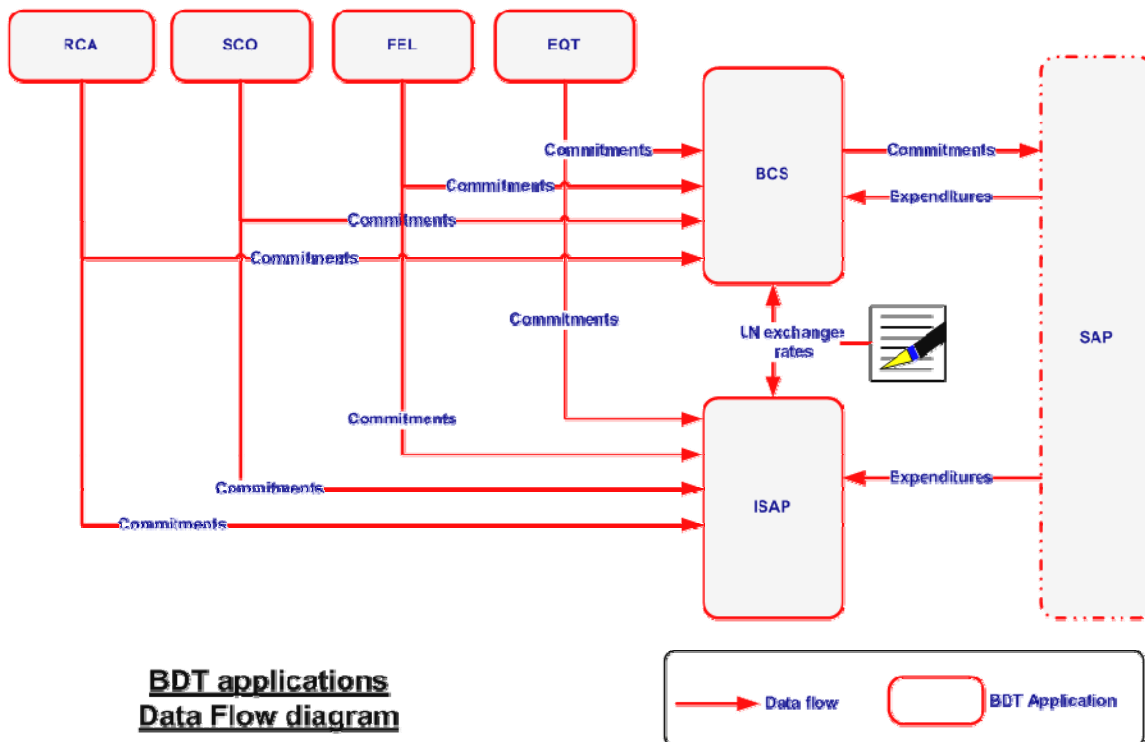 RCA
SCO
FEL
EQT
Commitments
BCS
Commitments
Commitments
Expenditures
Commitments
Commitments
Commitments
LN exchange
rates
SAP
Commitments
Expenditures
Commitments
ISAP
Commitments
BDT applications
Data Flow diagram
Data flow
BDT Application